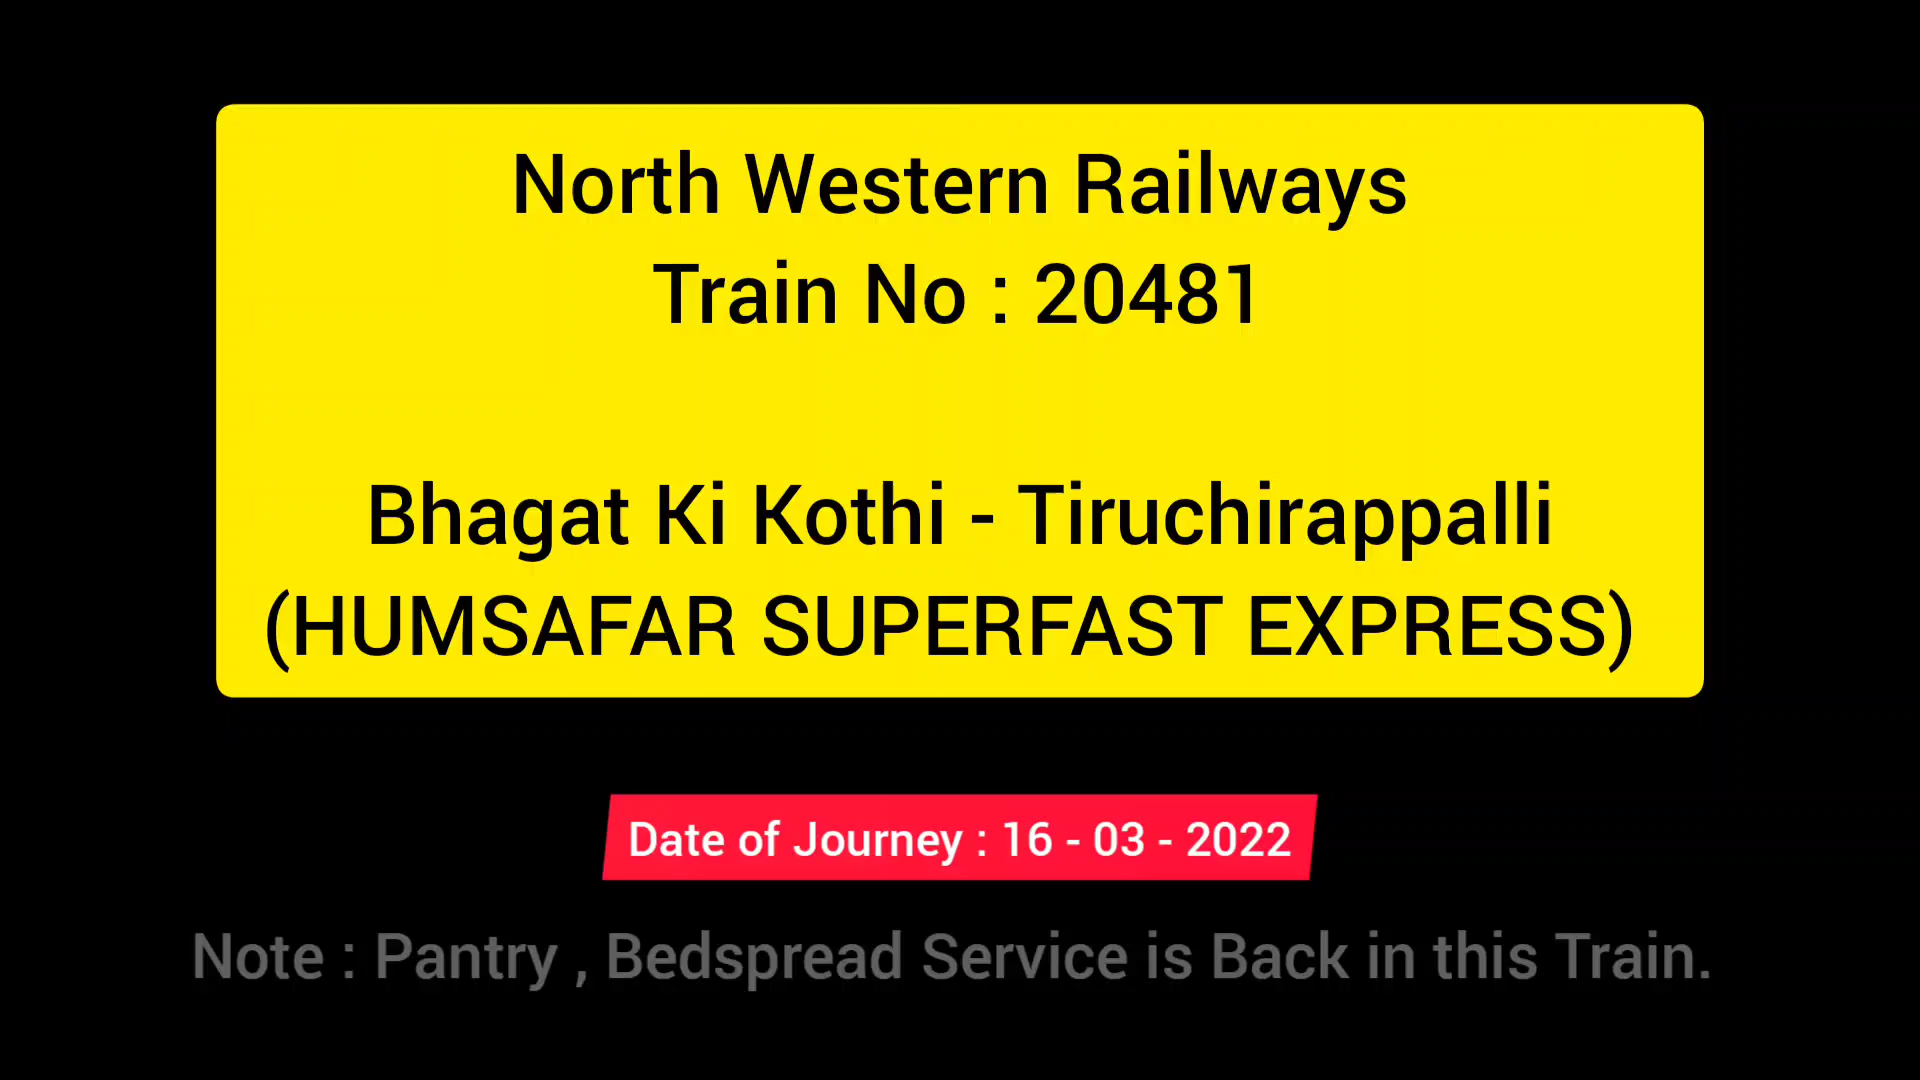 North Western Railways
Train No : 20481
Bhagat Ki Kothi - Tiruchirappalli
(HUMSAFAR SUPERFAST EXPRESS)
Date of Journey : 16 - 03 - 2022
Note : Pantry , Bedspread Service is Back in this Train.